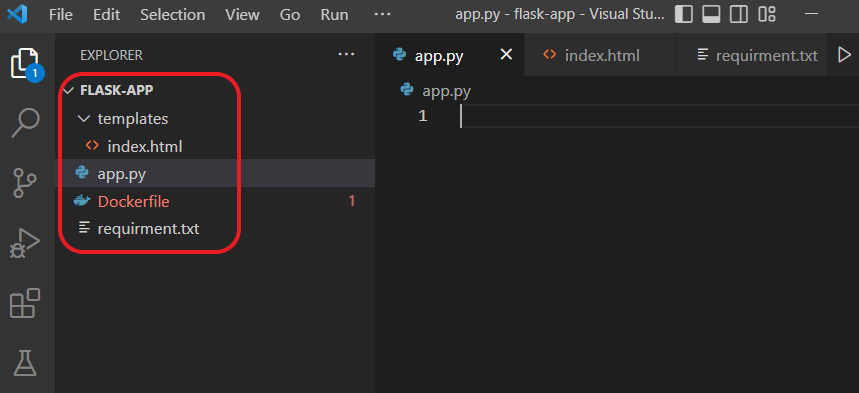 File Edit Selection View Go Run ··· app.py - flask-app - Visual Stu...
EXPLORER ···
1
app.py
index.html
requirment.txt
FLASK-APP
templates
index.html
app.py
Dockerfile 1
requirment.txt
app.py
1